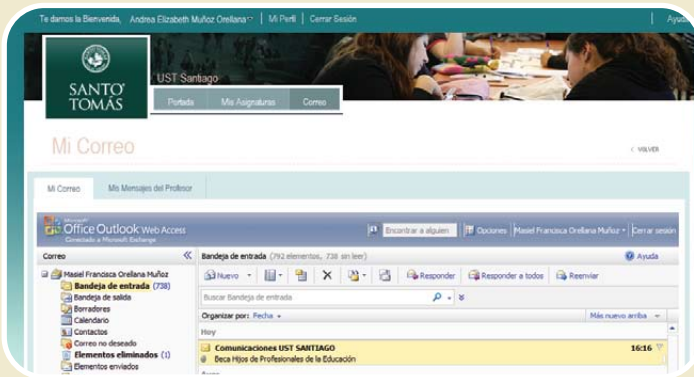 Te damos la Bienvenida, Andrea Elizabeth Muñoz Orellana | Mi Perfil | Cerrar Sesión | Ayuda
SANTO
TOMÁS
UST Santiago
Portada Mis Asignaturas Correo
Mi Correo
< VOLVER
Mi Correo Mis Mensajes del Profesor
Microsoft
Office Outlook Web Access
Conectado a Microsoft Exchange
Encontrar a alguien Opciones Masiel Francisca Orellana Muñoz Cerrar sesión
Correo « Bandeja de entrada (792 elementos, 738 sin leer) Ayuda
Masiel Francisca Orellana Muñoz
Bandeja de entrada (738)
Bandeja de salida
Borradores
Calendario
Contactos
Correo no deseado
Elementos eliminados (1)
Elementos enviados
Nuevo Responder Responder a todos Reenviar
Buscar Bandeja de entrada
Organizar por: Fecha Más nuevo arriba
Hoy
Comunicaciones UST SANTIAGO 16:16
Beca Hijos de Profesionales de la Educación